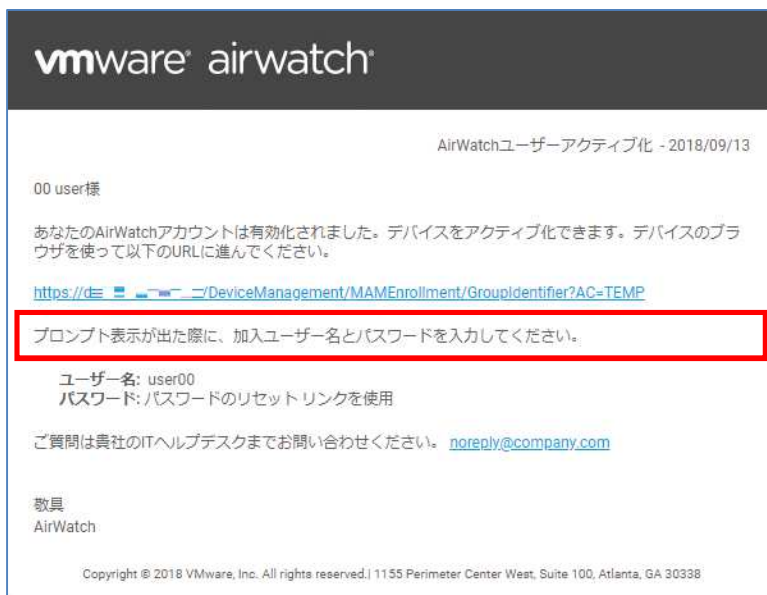 vmware airwatch
AirWatchユーザーアクティブ化 - 2018/09/13
00 user様
あなたのAirWatchアカウントは有効化されました。デバイスをアクティブ化できます。デバイスのブラ
ウザを使って以下のURLに進んでください。
https://d /DeviceManagement/MAMEnrollment/GroupIdentifier?AC=TEMP
プロンプト表示が出た際に、加入ユーザー名とパスワードを入力してください。
ユーザー名: user00
パスワード: パスワードのリセット リンクを使用
ご質問は貴社のITヘルプデスクまでお問い合わせください。 noreply@company.com
敬具
AirWatch
Copyright © 2018 VMware, Inc. All rights reserved.| 1155 Perimeter Center West, Suite 100, Atlanta, GA 30338